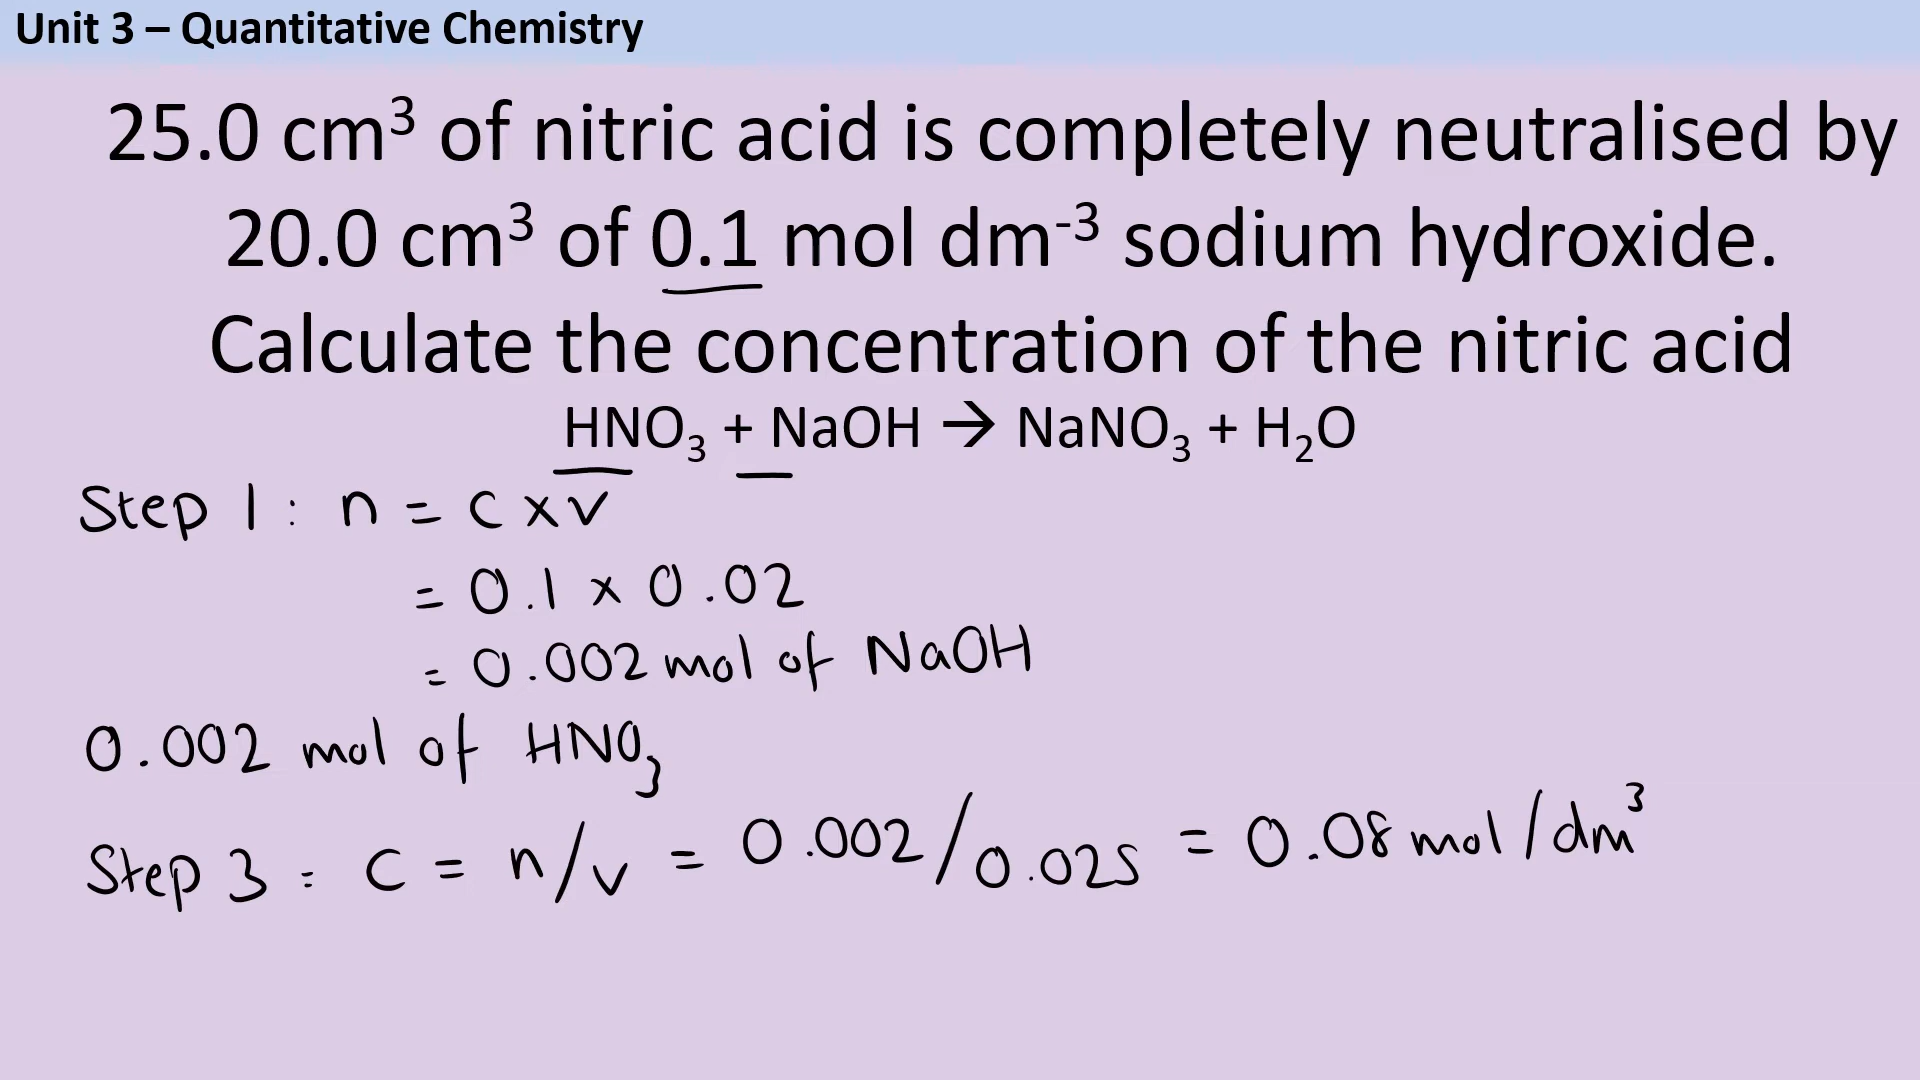 Unit 3 – Quantitative Chemistry
25.0 cm³ of nitric acid is completely neutralised by
20.0 cm³ of 0.1 mol dm⁻³ sodium hydroxide.
Calculate the concentration of the nitric acid
HNO₃ + NaOH → NaNO₃ + H₂O
Step 1 : n = c x v
= 0.1 x 0.02
= 0.002 mol of NaOH
0.002 mol of HNO₃
Step 3 : c = n/v = 0.002/0.025 = 0.08 mol/dm³